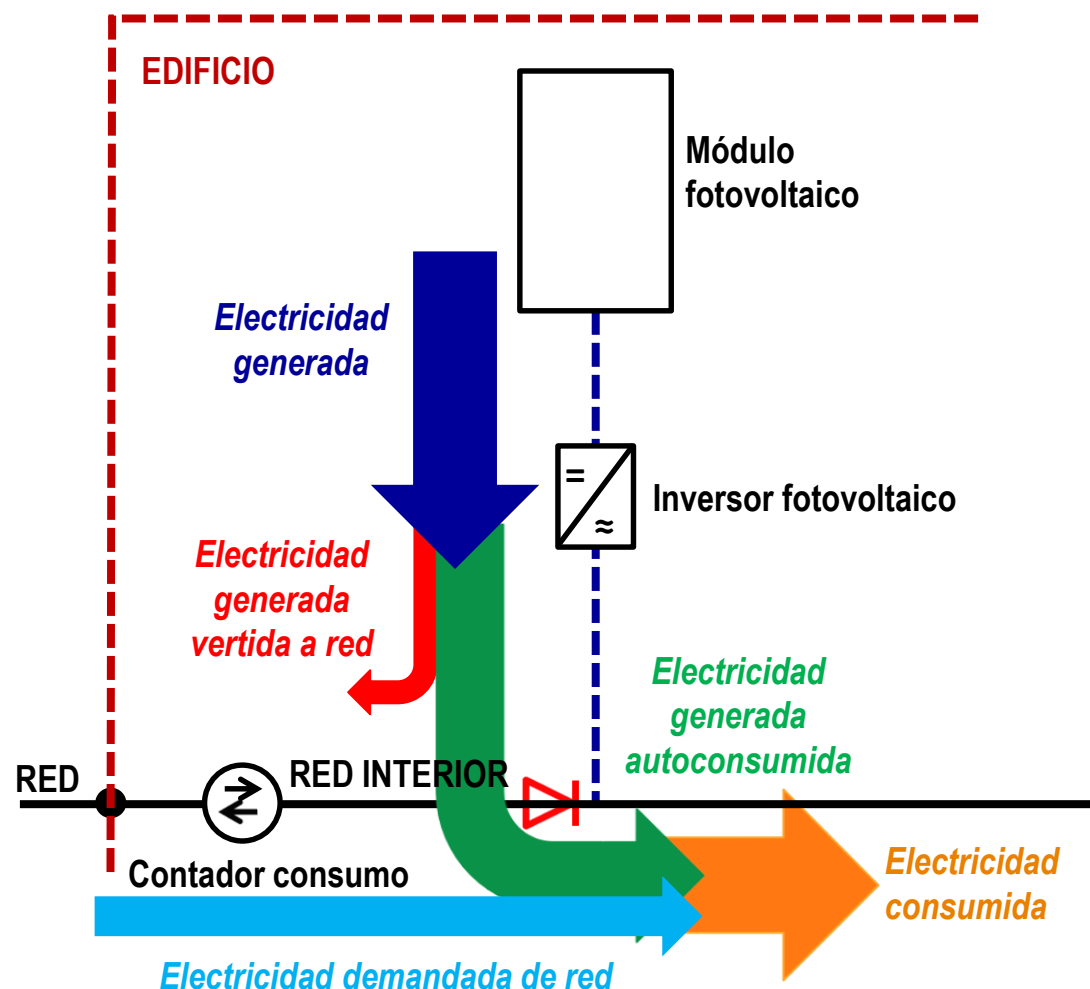 EDIFICIO
Módulo
fotovoltaico
Electricidad
generada
=
≈
Inversor fotovoltaico
Electricidad
generada
vertida a red
Electricidad
generada
autoconsumida
RED
RED INTERIOR
Contador consumo
Electricidad
consumida
Electricidad demandada de red